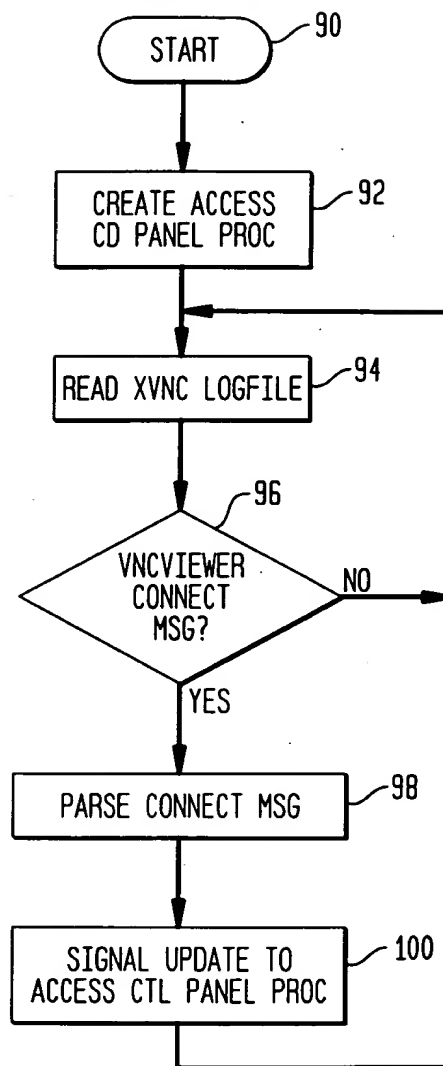 START
90
CREATE ACCESS
CD PANEL PROC
92
READ XVNC LOGFILE
94
96
VNCVIEWER
CONNECT
MSG?
NO
YES
PARSE CONNECT MSG
98
SIGNAL UPDATE TO
ACCESS CTL PANEL PROC
100